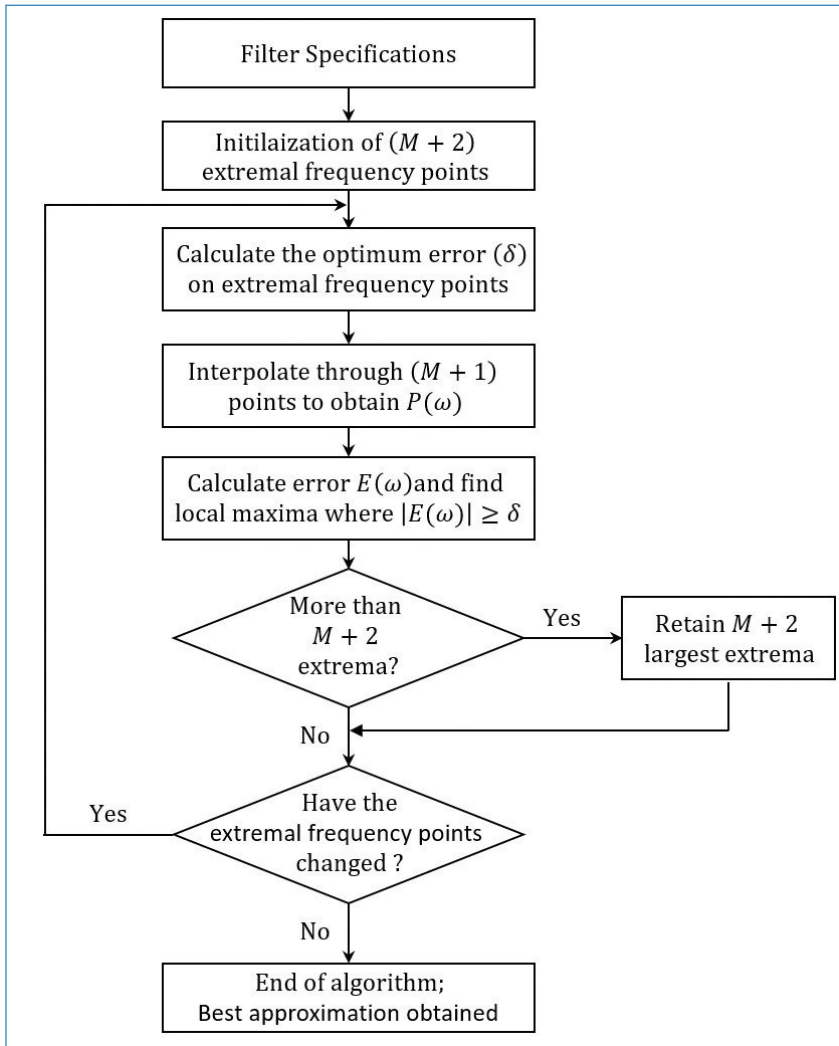 Filter Specifications
Initilaization of (M + 2)
extremal frequency points
Calculate the optimum error (δ)
on extremal frequency points
Interpolate through (M + 1)
points to obtain P(ω)
Calculate error E(ω)and find
local maxima where |E(ω)| ≥ δ
More than
M + 2
extrema?
Yes
Retain M + 2
largest extrema
No
Have the
extremal frequency points
changed ?
Yes
No
End of algorithm;
Best approximation obtained